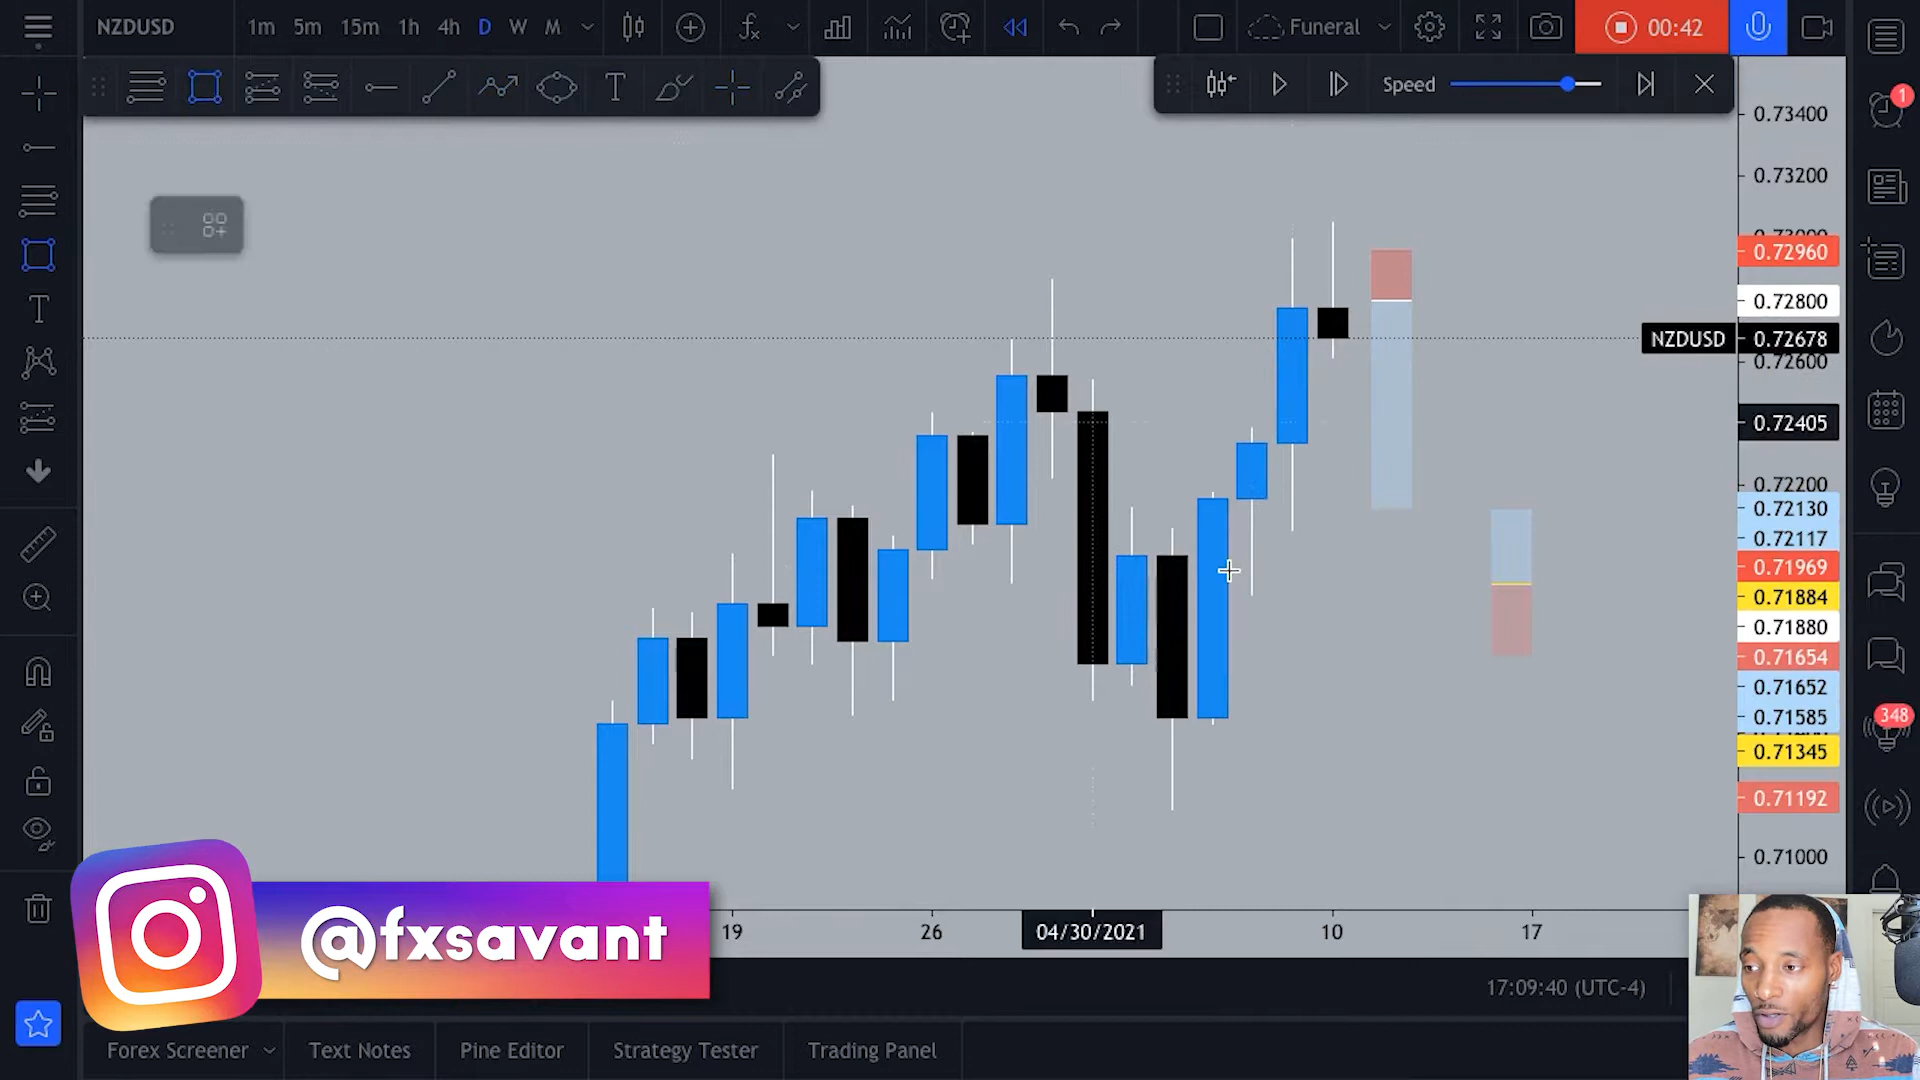 NZDUSD 1m 5m 15m 1h 4h D W M Funeral 00:42
Speed
0.73400
0.73200
0.72960
0.72800
NZDUSD 0.72678
0.72600
0.72405
0.72200
0.72130
0.72117
0.71969
0.71884
0.71880
0.71654
0.71652
0.71585
0.71345
0.71192
0.71000
1
348
@fxsavant
19 26 04/30/2021 10 17
17:09:40 (UTC-4)
Forex Screener Text Notes Pine Editor Strategy Tester Trading Panel